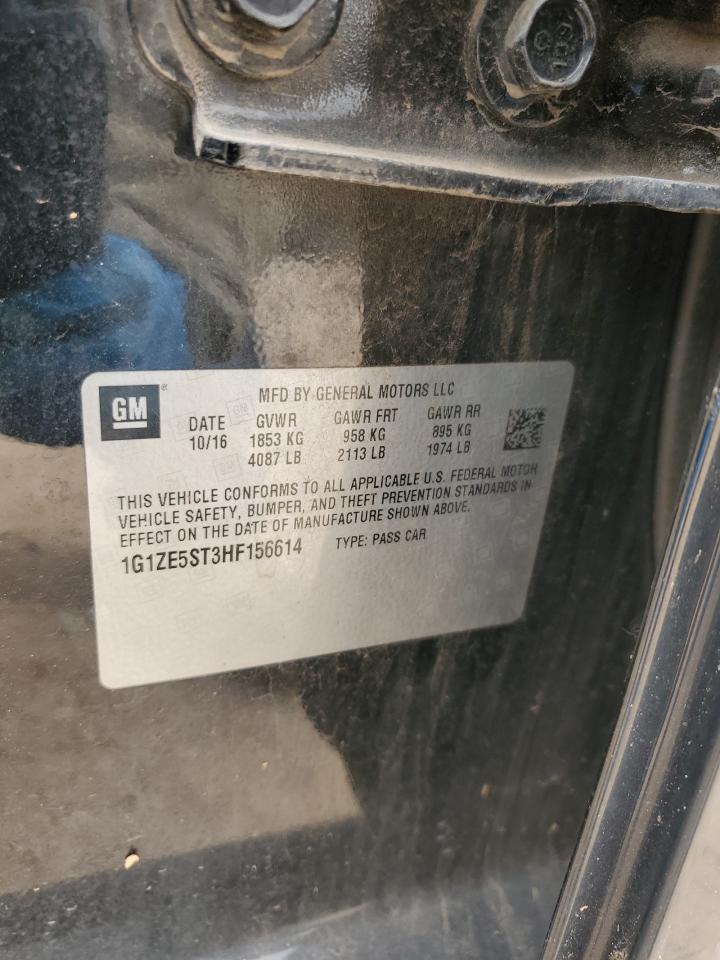 GM
®
MFD BY GENERAL MOTORS LLC
DATE GVWR GAWR FRT GAWR RR
10/16 1853 KG 958 KG 895 KG
4087 LB 2113 LB 1974 LB
THIS VEHICLE CONFORMS TO ALL APPLICABLE U.S. FEDERAL MOTOR
VEHICLE SAFETY, BUMPER, AND THEFT PREVENTION STANDARDS IN
EFFECT ON THE DATE OF MANUFACTURE SHOWN ABOVE.
1G1ZE5ST3HF156614 TYPE: PASS CAR